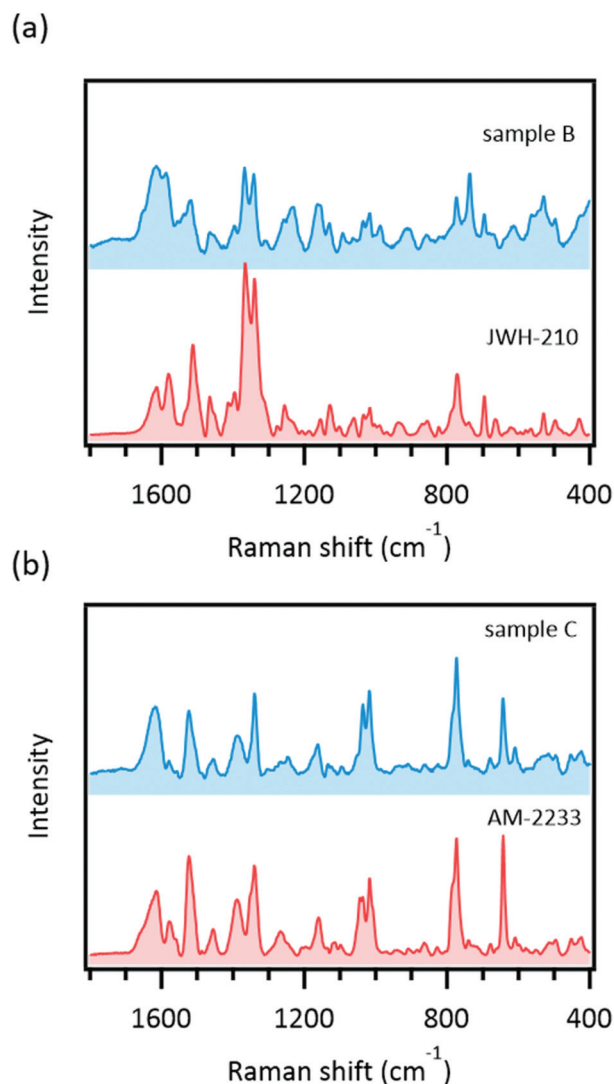 (a)
sample B
JWH-210
Intensity
1600 1200 800 400
Raman shift (cm⁻¹)
(b)
sample C
AM-2233
Intensity
1600 1200 800 400
Raman shift (cm⁻¹)